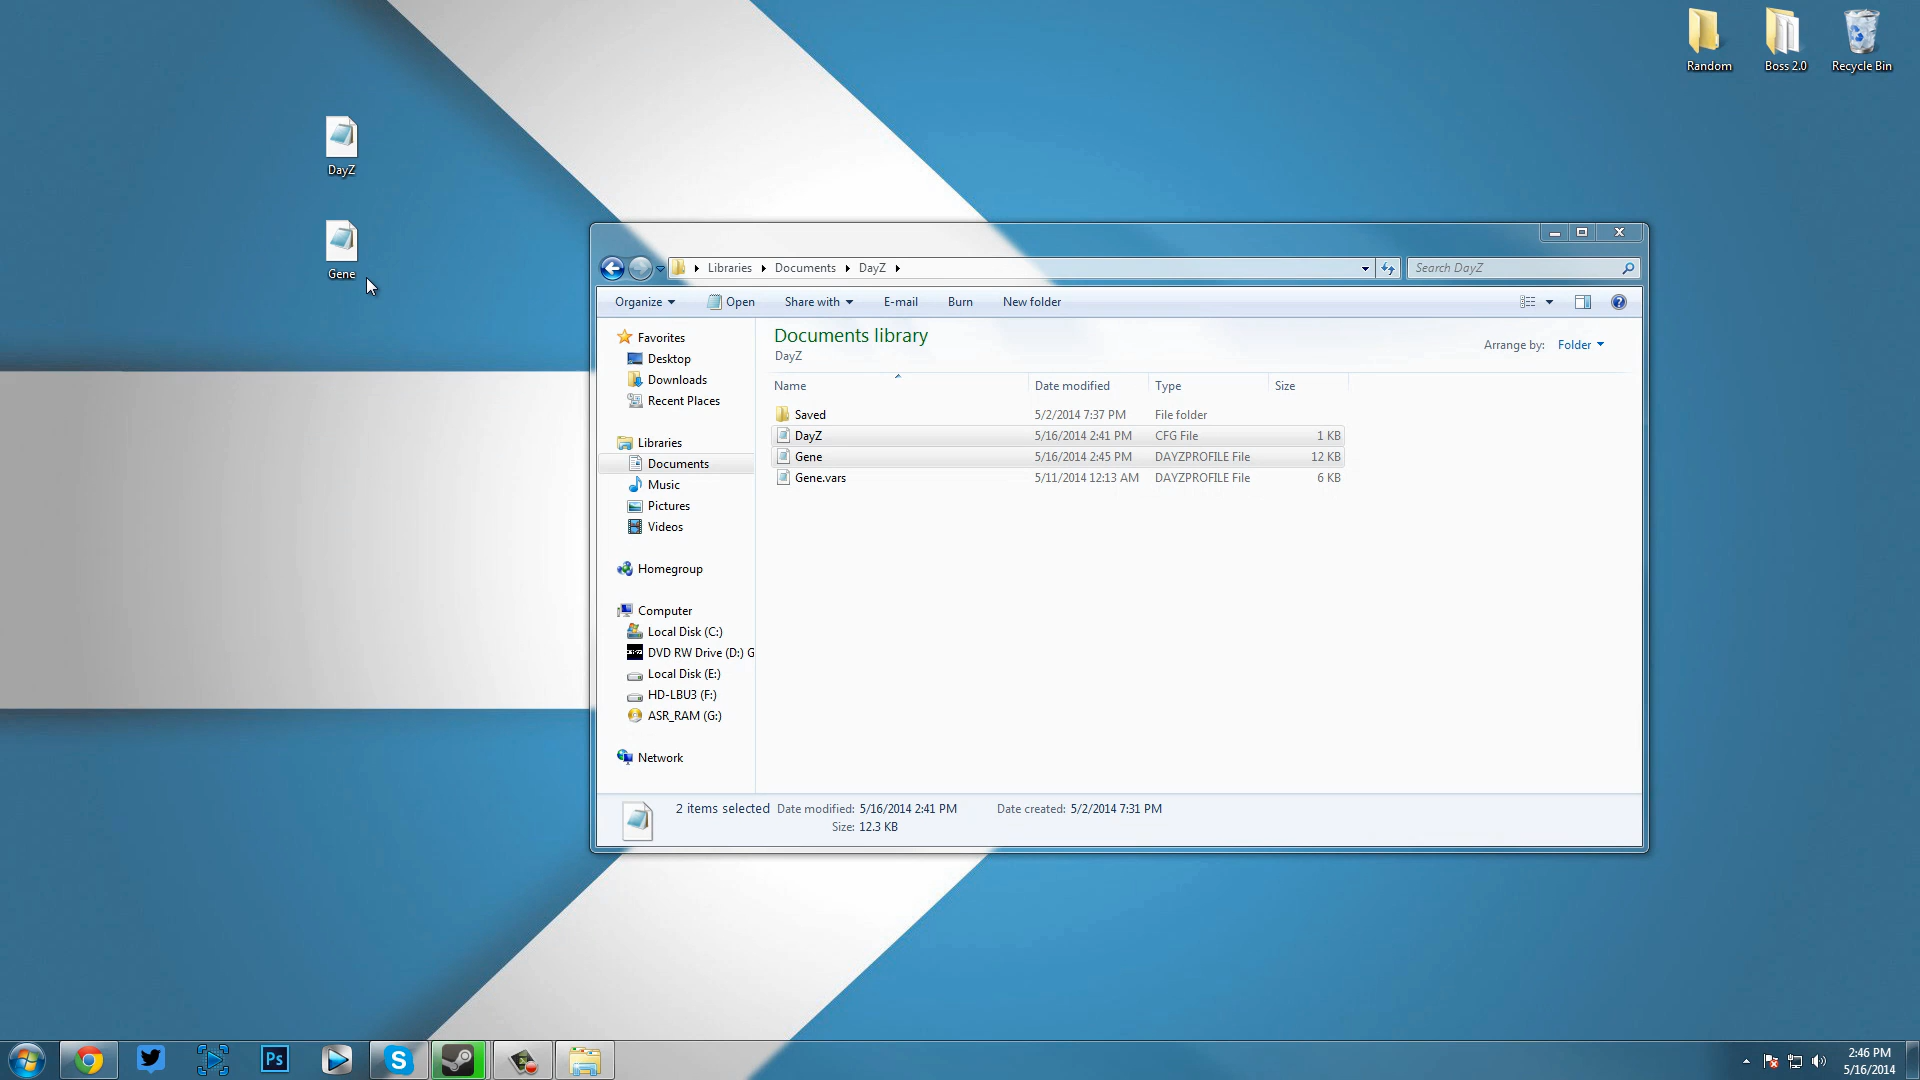 Random
Boss 2.0
Recycle Bin
DayZ
Gene
Libraries
Documents
DayZ
Search DayZ
Organize
Open
Share with
E-mail
Burn
New folder
Favorites
Desktop
Downloads
Recent Places
Libraries
Documents
Music
Pictures
Videos
Homegroup
Computer
Local Disk (C:)
DVD RW Drive (D:) G
Local Disk (E:)
HD-LBU3 (F:)
ASR_RAM (G:)
Network
Documents library
DayZ
Arrange by: Folder
Name Date modified Type Size
Saved 5/2/2014 7:37 PM File folder
DayZ 5/16/2014 2:41 PM CFG File 1 KB
Gene 5/16/2014 2:45 PM DAYZPROFILE File 12 KB
Gene.vars 5/11/2014 12:13 AM DAYZPROFILE File 6 KB
2 items selected Date modified: 5/16/2014 2:41 PM Date created: 5/2/2014 7:31 PM
Size: 12.3 KB
Ps
S
2:46 PM
5/16/2014